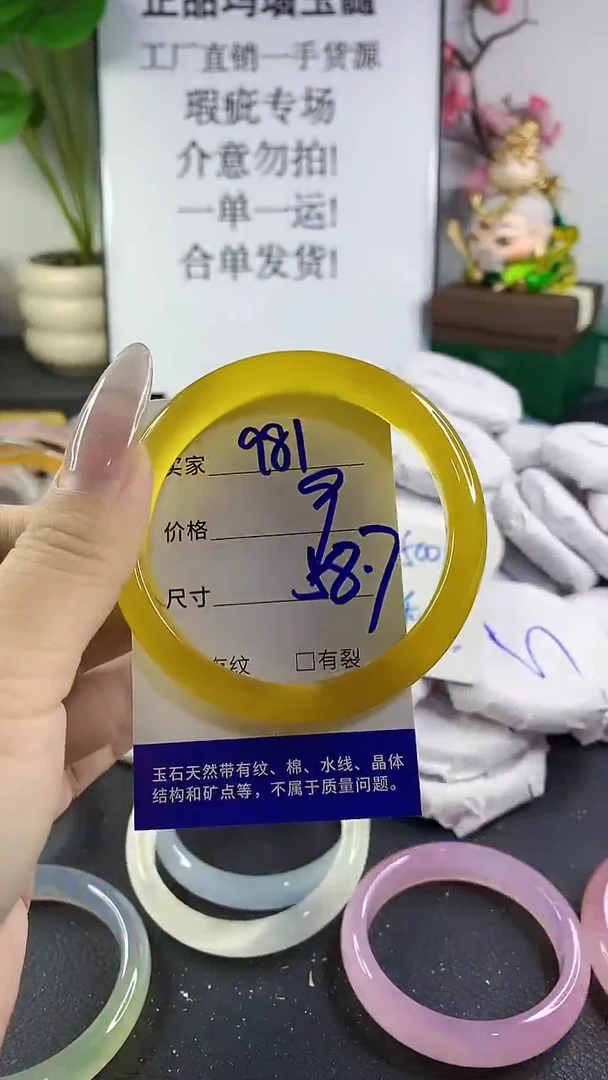 正品玛瑙玉髓
工厂直销一手货源
瑕疵专场
介意勿拍!
一单一运!
合单发货!
买家 981
价格 9
尺寸 58.7
有纹 □有裂
玉石天然带有纹、棉、水线、晶体
结构和矿点等，不属于质量问题。
500
5